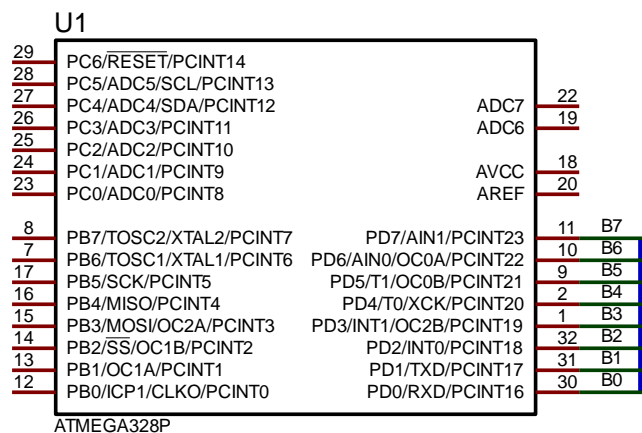 U1
29 PC6/RESET/PCINT14
28 PC5/ADC5/SCL/PCINT13
27 PC4/ADC4/SDA/PCINT12 ADC7 22
26 PC3/ADC3/PCINT11 ADC6 19
25 PC2/ADC2/PCINT10
24 PC1/ADC1/PCINT9 AVCC 18
23 PC0/ADC0/PCINT8 AREF 20
8 PB7/TOSC2/XTAL2/PCINT7 PD7/AIN1/PCINT23 11 B7
7 PB6/TOSC1/XTAL1/PCINT6 PD6/AIN0/OC0A/PCINT22 10 B6
17 PB5/SCK/PCINT5 PD5/T1/OC0B/PCINT21 9 B5
16 PB4/MISO/PCINT4 PD4/T0/XCK/PCINT20 2 B4
15 PB3/MOSI/OC2A/PCINT3 PD3/INT1/OC2B/PCINT19 1 B3
14 PB2/SS/OC1B/PCINT2 PD2/INT0/PCINT18 32 B2
13 PB1/OC1A/PCINT1 PD1/TXD/PCINT17 31 B1
12 PB0/ICP1/CLKO/PCINT0 PD0/RXD/PCINT16 30 B0
ATMEGA328P